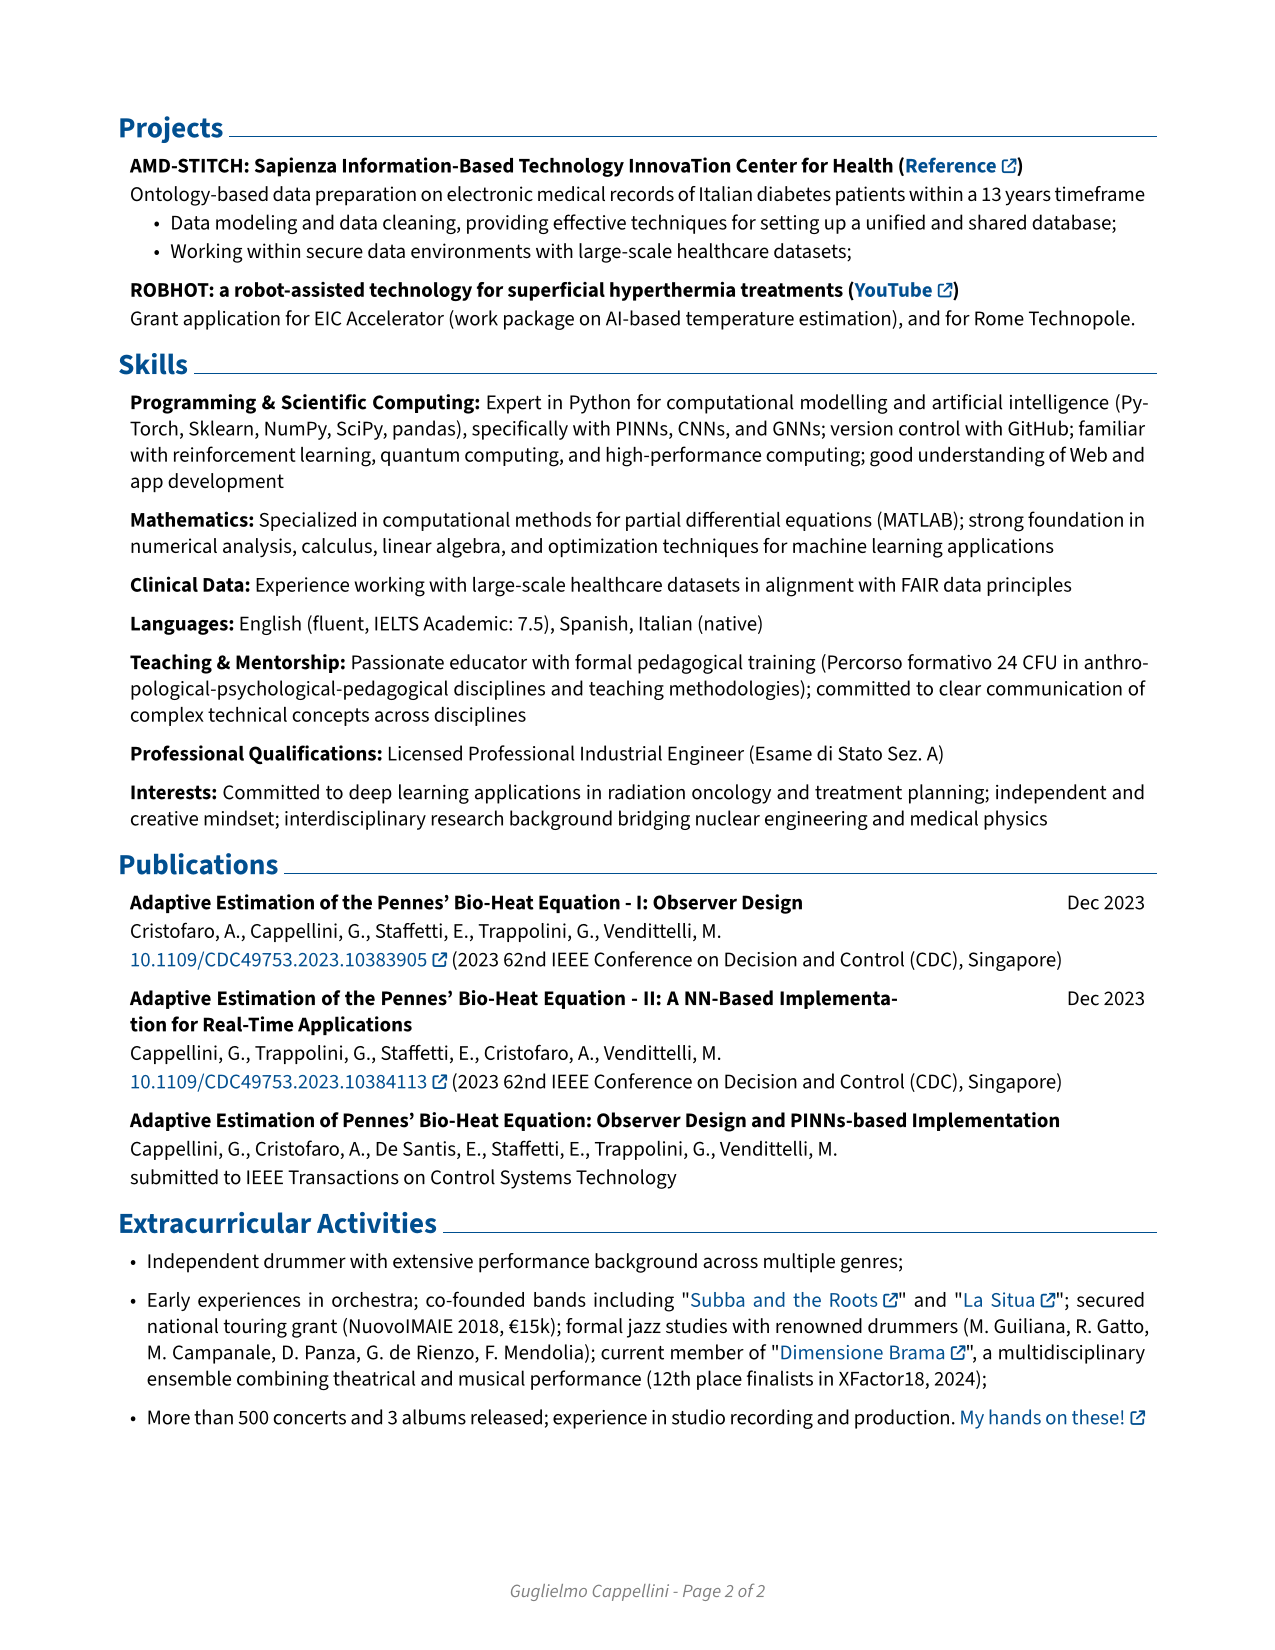 Projects
AMD-STITCH: Sapienza Information-Based Technology InnovaTion Center for Health (Reference)
Ontology-based data preparation on electronic medical records of Italian diabetes patients within a 13 years timeframe
• Data modeling and data cleaning, providing effective techniques for setting up a unified and shared database;
• Working within secure data environments with large-scale healthcare datasets;
ROBHOT: a robot-assisted technology for superficial hyperthermia treatments (YouTube)
Grant application for EIC Accelerator (work package on AI-based temperature estimation), and for Rome Technopole.
Skills
Programming & Scientific Computing: Expert in Python for computational modelling and artificial intelligence (Py-
Torch, Sklearn, NumPy, SciPy, pandas), specifically with PINNs, CNNs, and GNNs; version control with GitHub; familiar
with reinforcement learning, quantum computing, and high-performance computing; good understanding of Web and
app development
Mathematics: Specialized in computational methods for partial differential equations (MATLAB); strong foundation in
numerical analysis, calculus, linear algebra, and optimization techniques for machine learning applications
Clinical Data: Experience working with large-scale healthcare datasets in alignment with FAIR data principles
Languages: English (fluent, IELTS Academic: 7.5), Spanish, Italian (native)
Teaching & Mentorship: Passionate educator with formal pedagogical training (Percorso formativo 24 CFU in anthro-
pological-psychological-pedagogical disciplines and teaching methodologies); committed to clear communication of
complex technical concepts across disciplines
Professional Qualifications: Licensed Professional Industrial Engineer (Esame di Stato Sez. A)
Interests: Committed to deep learning applications in radiation oncology and treatment planning; independent and
creative mindset; interdisciplinary research background bridging nuclear engineering and medical physics
Publications
Adaptive Estimation of the Pennes’ Bio-Heat Equation - I: Observer Design Dec 2023
Cristofaro, A., Cappellini, G., Staffetti, E., Trappolini, G., Vendittelli, M.
10.1109/CDC49753.2023.10383905 (2023 62nd IEEE Conference on Decision and Control (CDC), Singapore)
Adaptive Estimation of the Pennes’ Bio-Heat Equation - II: A NN-Based Implementa- Dec 2023
tion for Real-Time Applications
Cappellini, G., Trappolini, G., Staffetti, E., Cristofaro, A., Vendittelli, M.
10.1109/CDC49753.2023.10384113 (2023 62nd IEEE Conference on Decision and Control (CDC), Singapore)
Adaptive Estimation of Pennes’ Bio-Heat Equation: Observer Design and PINNs-based Implementation
Cappellini, G., Cristofaro, A., De Santis, E., Staffetti, E., Trappolini, G., Vendittelli, M.
submitted to IEEE Transactions on Control Systems Technology
Extracurricular Activities
• Independent drummer with extensive performance background across multiple genres;
• Early experiences in orchestra; co-founded bands including "Subba and the Roots" and "La Situa"; secured
national touring grant (NuovoIMAIE 2018, €15k); formal jazz studies with renowned drummers (M. Guiliana, R. Gatto,
M. Campanale, D. Panza, G. de Rienzo, F. Mendolia); current member of "Dimensione Brama", a multidisciplinary
ensemble combining theatrical and musical performance (12th place finalists in XFactor18, 2024);
• More than 500 concerts and 3 albums released; experience in studio recording and production. My hands on these!
Guglielmo Cappellini - Page 2 of 2